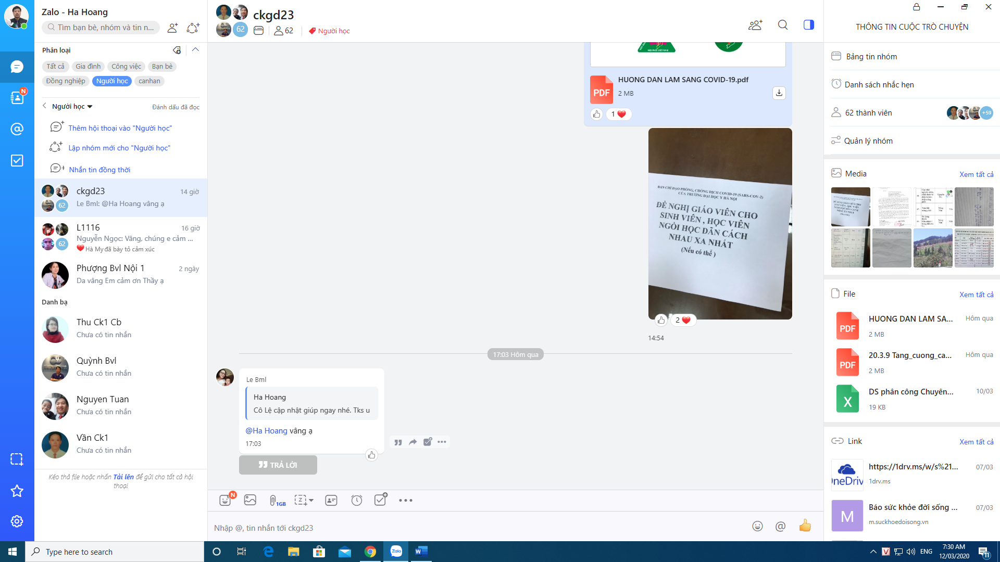 Zalo - Ha Hoang
Tìm bạn bè, nhóm và tin n...
Phân loại
Tất cả
Gia đình
Công việc
Bạn bè
Đồng nghiệp
Người học
canhan
Người học
Đánh dấu đã đọc
Thêm hội thoại vào "Người học"
Lập nhóm mới cho "Người học"
Nhắn tin đồng thời
ckgd23
14 giờ
62
Le Bml: @Ha Hoang vâng ạ
L1116
16 giờ
62
Nguyễn Ngọc: Vâng, chúng e cảm ...
Hà My đã bày tỏ cảm xúc
Phượng Bvl Nội 1
2 ngày
Da vâng Em cảm ơn Thầy ạ
Danh bạ
Thu Ck1 Cb
Chưa có tin nhắn
Quỳnh Bvl
Chưa có tin nhắn
Nguyen Tuan
Chưa có tin nhắn
Vần Ck1
Chưa có tin nhắn
Kéo thả file hoặc nhấn Tải lên để gửi cho tất cả hội
thoại
N
ckgd23
62
62
Người học
HỘI PHỔI VIỆT NAM
PDF
HUONG DAN LAM SANG COVID-19.pdf
2 MB
1
BAN CHỈ ĐẠO PHÒNG, CHỐNG DỊCH COVID-19 (SARS-COV-2)
CỦA TRƯỜNG ĐẠI HỌC Y HÀ NỘI
ĐỀ NGHỊ GIÁO VIÊN CHO
SINH VIÊN , HỌC VIÊN
NGỒI HỌC DÃN CÁCH
NHAU XA NHẤT
(Nếu có thể )
2
14:54
17:03 Hôm qua
Le Bml
Ha Hoang
Cô Lệ cập nhật giúp ngay nhé. Tks u
@Ha Hoang vâng ạ
17:03
TRẢ LỜI
N
1GB
Z
Nhập @, tin nhắn tới ckgd23
@
THÔNG TIN CUỘC TRÒ CHUYỆN
Bảng tin nhóm
Danh sách nhắc hẹn
62 thành viên
+59
Quản lý nhóm
Media
Xem tất cả
File
Xem tất cả
PDF
HUONG DAN LAM SA...
Hôm qua
2 MB
PDF
20.3.9 Tang_cuong_ca...
Hôm qua
2 MB
X
DS phân công Chuyên...
10/03
19 KB
Link
Xem tất cả
OneDriv
https://1drv.ms/w/s%21...
07/03
1drv.ms
M
Báo sức khỏe đời sống ...
07/03
m.suckhoedoisong.vn
Type here to search
Zalo
W
V
ENG
7:30 AM
12/03/2020
11